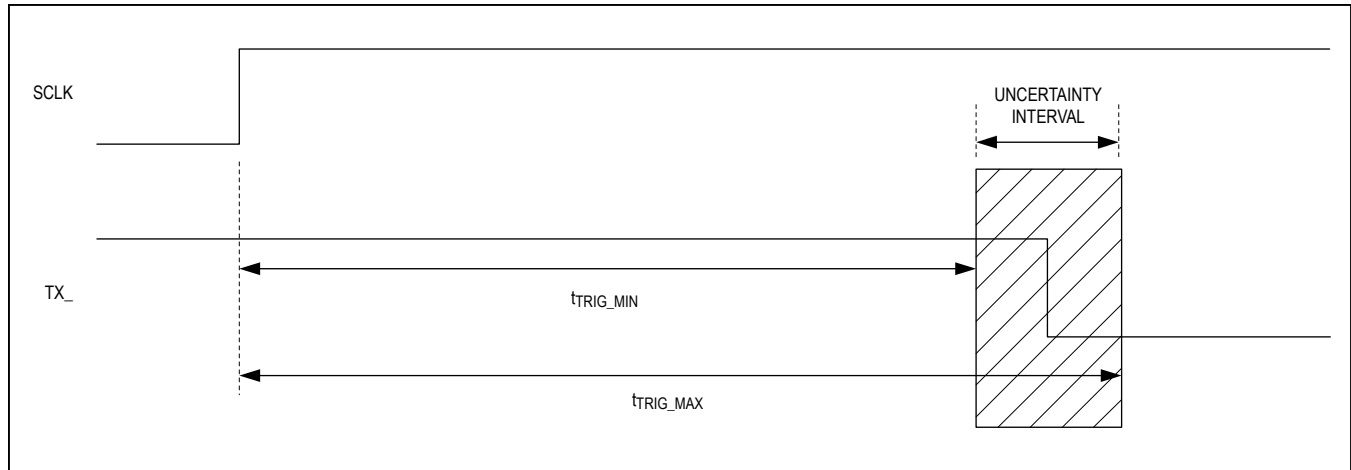 SCLK
UNCERTAINTY
INTERVAL
TX_
tTRIG_MIN
tTRIG_MAX